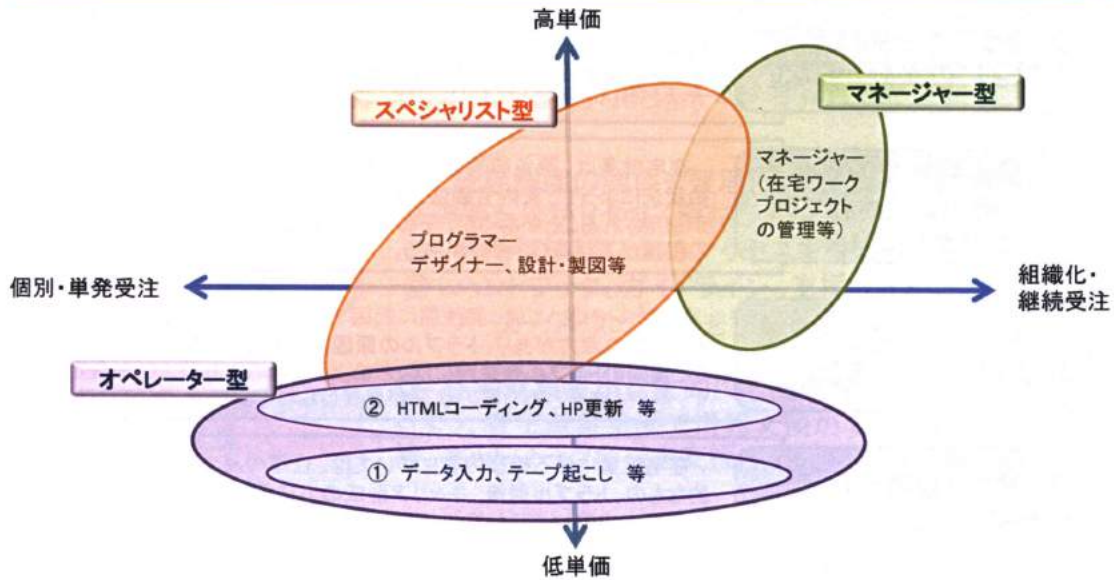 高単価
スペシャリスト型
マネージャー型
マネージャー
(在宅ワーク
プロジェクト
の管理等)
プログラマー
デザイナー、設計・製図等
個別・単発受注
組織化・
継続受注
オペレーター型
② HTMLコーディング、HP更新 等
① データ入力、テープ起こし 等
低単価